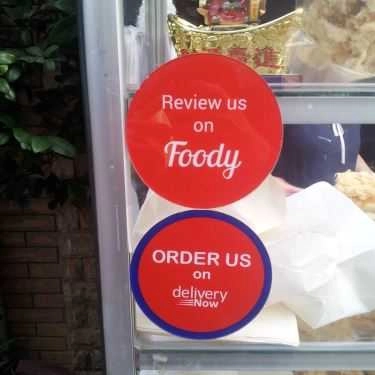 Review us
on
Foody
ORDER US
on
delivery
Now